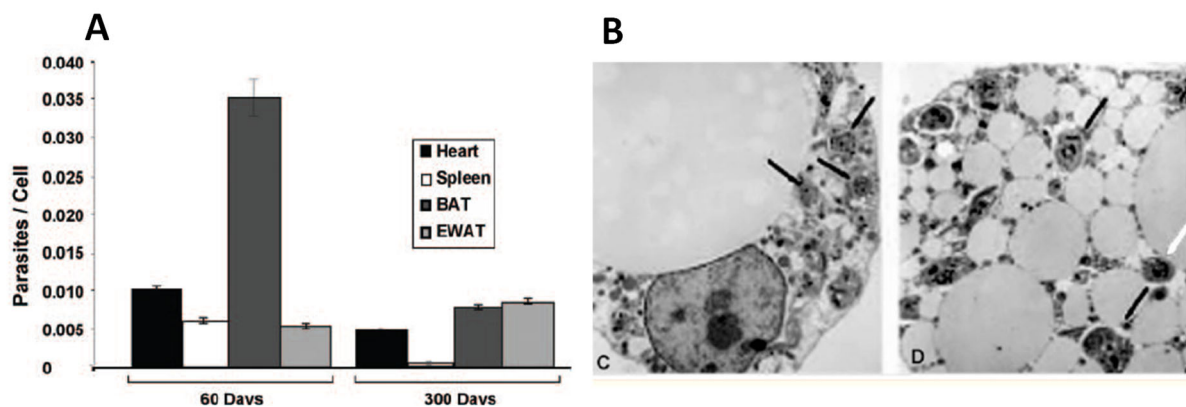 A
0.040
0.035
0.030
0.025
0.020
0.015
0.010
0.005
0
Parasites / Cell
Heart
Spleen
BAT
EWAT
60 Days
300 Days
B
C
D